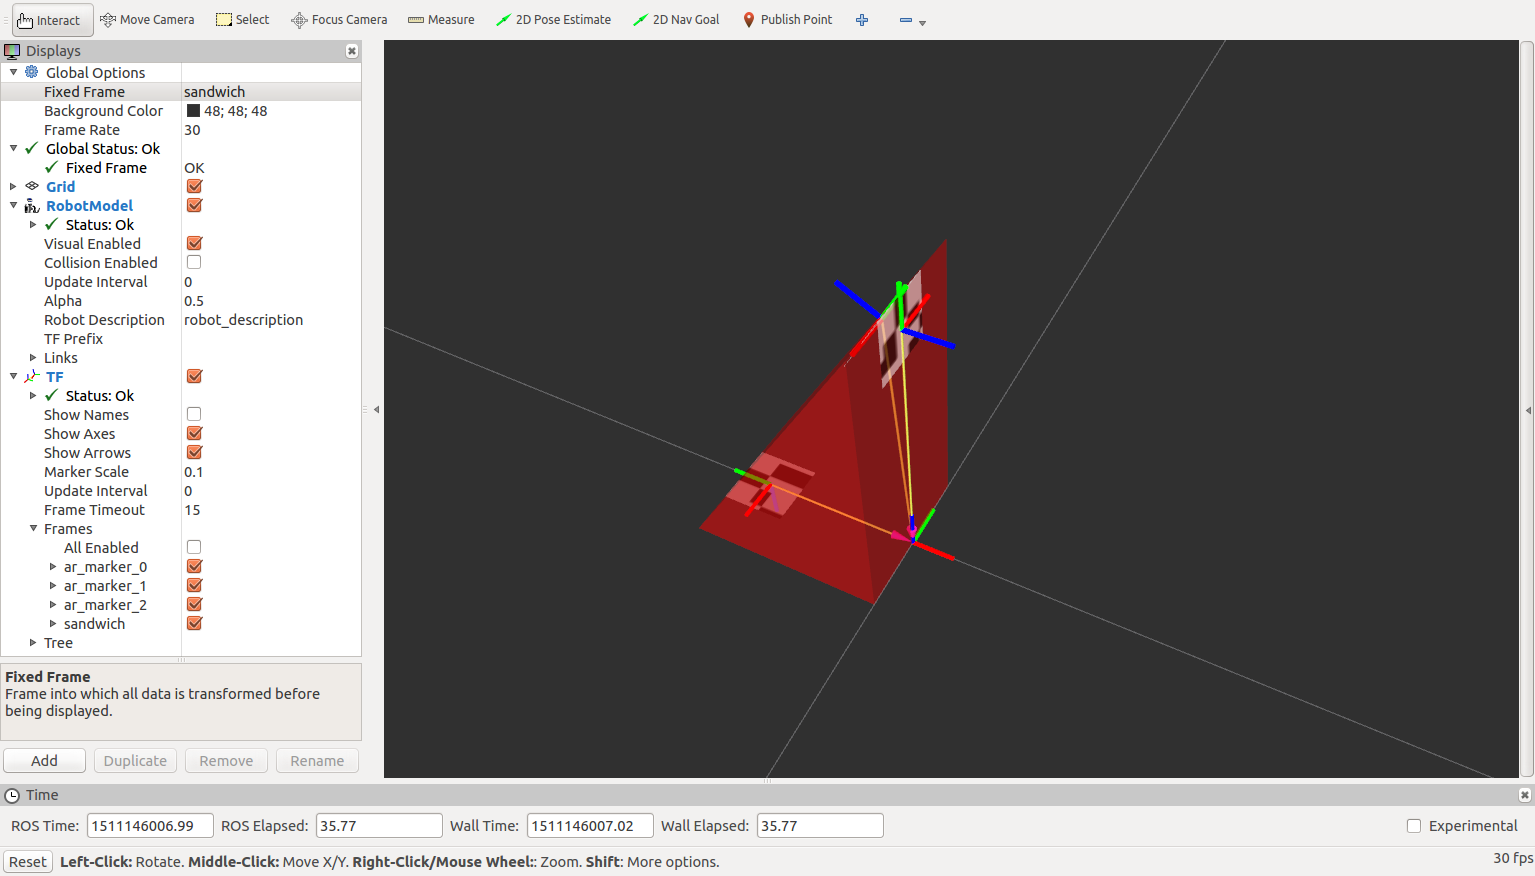 Interact Move Camera Select Focus Camera Measure 2D Pose Estimate 2D Nav Goal Publish Point
Displays
Global Options
Fixed Frame sandwich
Background Color 48; 48; 48
Frame Rate 30
Global Status: Ok
Fixed Frame OK
Grid
RobotModel
Status: Ok
Visual Enabled
Collision Enabled
Update Interval 0
Alpha 0.5
Robot Description robot_description
TF Prefix
Links
TF
Status: Ok
Show Names
Show Axes
Show Arrows
Marker Scale 0.1
Update Interval 0
Frame Timeout 15
Frames
All Enabled
ar_marker_0
ar_marker_1
ar_marker_2
sandwich
Tree
Fixed Frame
Frame into which all data is transformed before
being displayed.
Add Duplicate Remove Rename
Time
ROS Time: 1511146006.99 ROS Elapsed: 35.77 Wall Time: 1511146007.02 Wall Elapsed: 35.77 Experimental
Reset Left-Click: Rotate. Middle-Click: Move X/Y. Right-Click/Mouse Wheel:: Zoom. Shift: More options. 30 fps